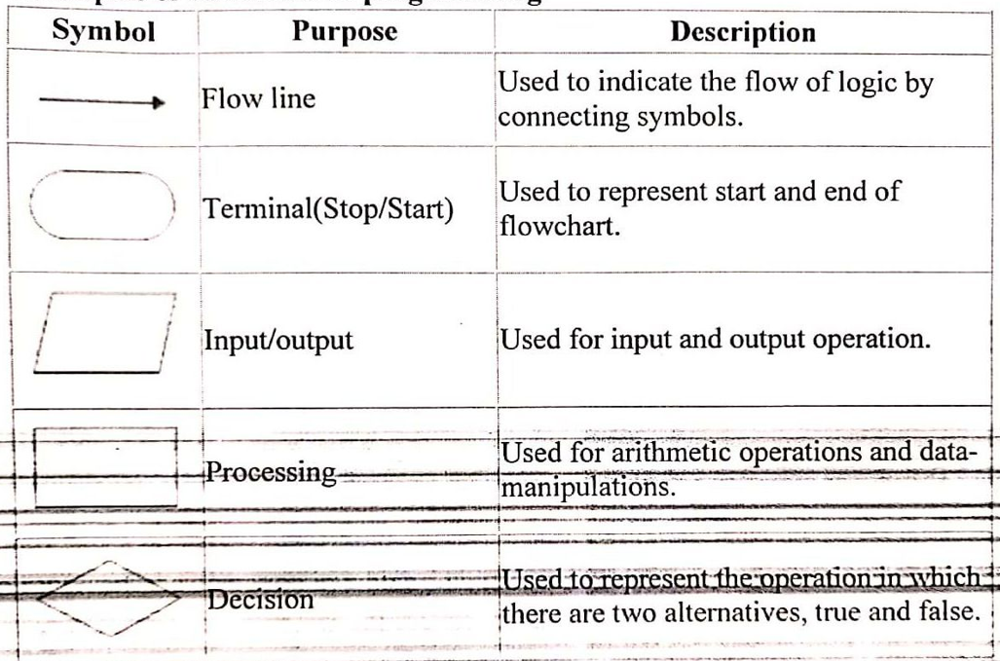 Symbol Purpose Description
Flow line
Used to indicate the flow of logic by
connecting symbols.
Terminal(Stop/Start)
Used to represent start and end of
flowchart.
Input/output
Used for input and output operation.
Processing
Used for arithmetic operations and data-
manipulations.
Decision
Used to represent the operation in which
there are two alternatives, true and false.